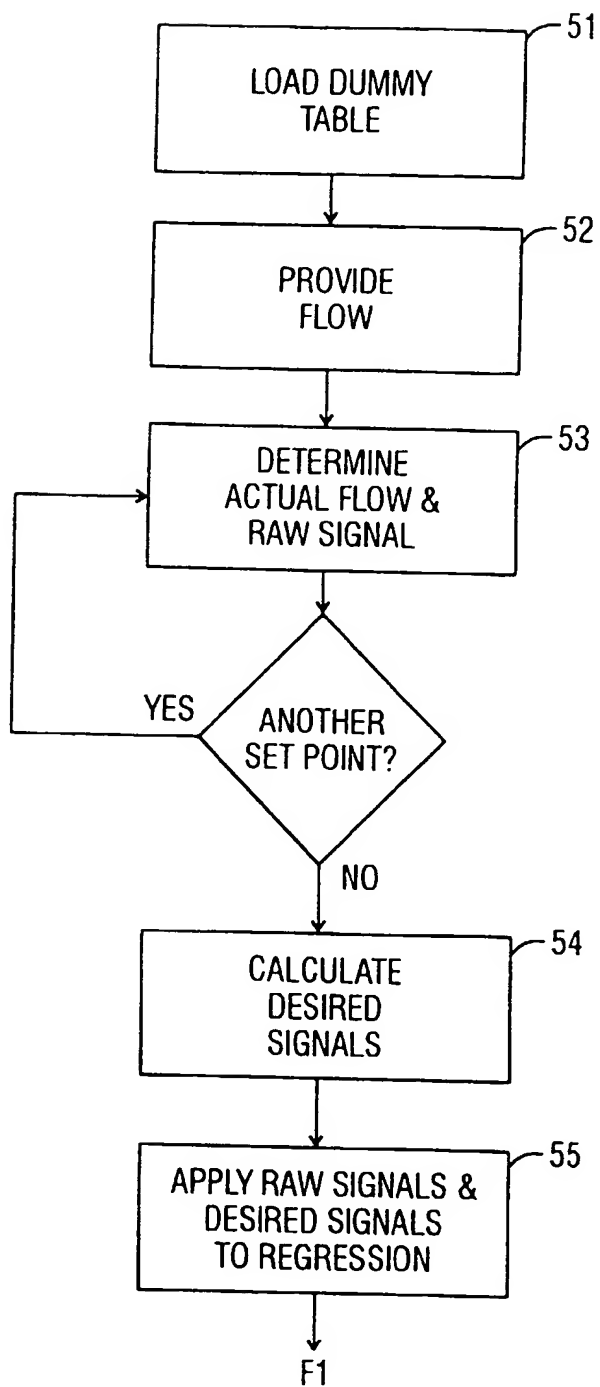 51
LOAD DUMMY
TABLE
52
PROVIDE
FLOW
53
DETERMINE
ACTUAL FLOW &
RAW SIGNAL
YES
ANOTHER
SET POINT?
NO
54
CALCULATE
DESIRED
SIGNALS
55
APPLY RAW SIGNALS &
DESIRED SIGNALS
TO REGRESSION
F1